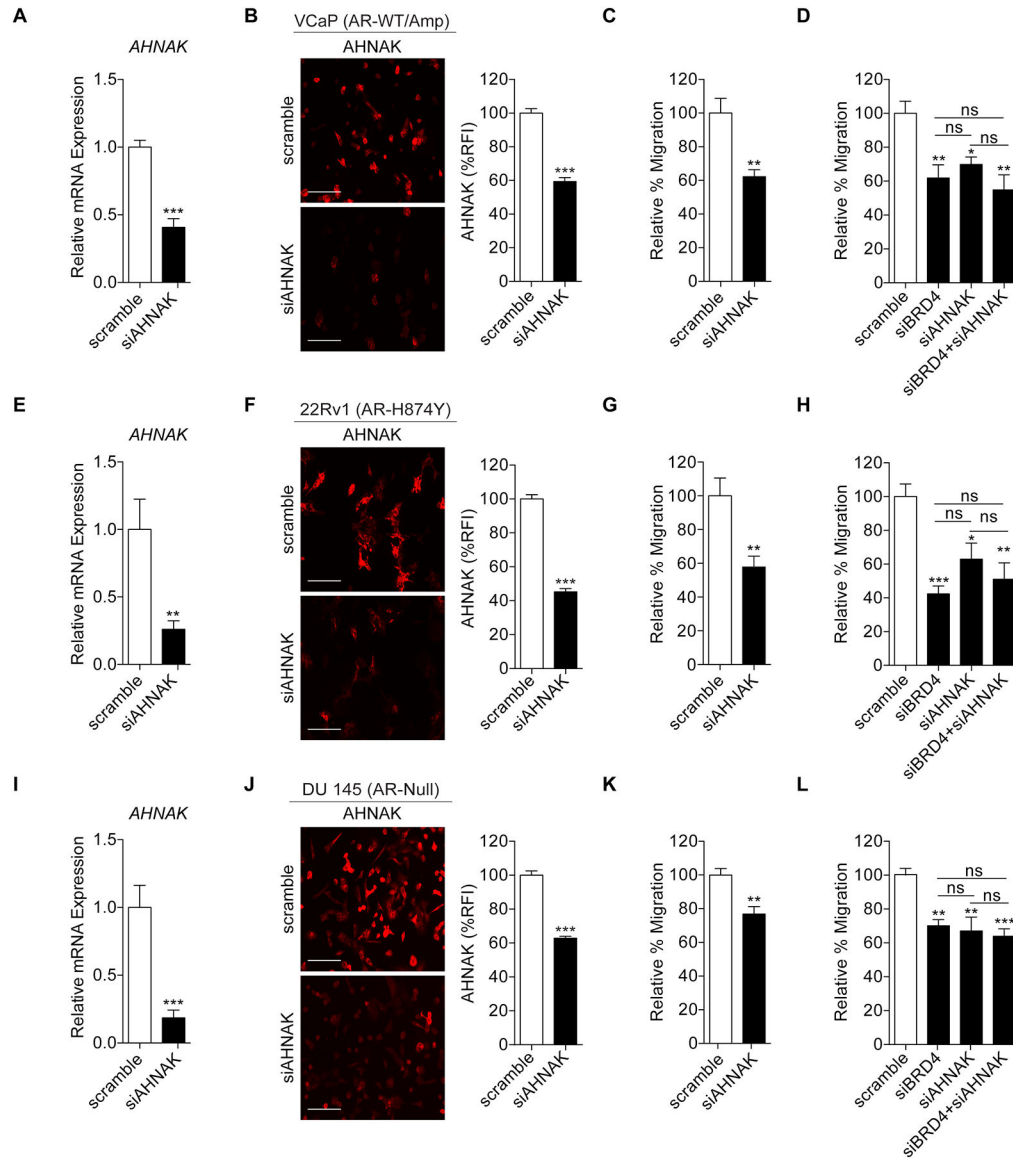 A
AHNAK
Relative mRNA Expression
1.5
1.0
0.5
0.0
***
scramble
siAHNAK
B
VCaP (AR-WT/Amp)
AHNAK
scramble
siAHNAK
AHNAK (%RFI)
120
100
80
60
40
20
0
***
scramble
siAHNAK
C
Relative % Migration
120
100
80
60
40
20
0
**
scramble
siAHNAK
D
Relative % Migration
120
100
80
60
40
20
0
ns
ns
ns
**
*
**
scramble
siBRD4
siAHNAK
siBRD4+siAHNAK
E
AHNAK
Relative mRNA Expression
1.5
1.0
0.5
0.0
**
scramble
siAHNAK
F
22Rv1 (AR-H874Y)
AHNAK
scramble
siAHNAK
AHNAK (%RFI)
120
100
80
60
40
20
0
***
scramble
siAHNAK
G
Relative % Migration
120
100
80
60
40
20
0
**
scramble
siAHNAK
H
Relative % Migration
120
100
80
60
40
20
0
ns
ns
ns
***
*
**
scramble
siBRD4
siAHNAK
siBRD4+siAHNAK
I
AHNAK
Relative mRNA Expression
1.5
1.0
0.5
0.0
***
scramble
siAHNAK
J
DU 145 (AR-Null)
AHNAK
scramble
siAHNAK
AHNAK (%RFI)
120
100
80
60
40
20
0
***
scramble
siAHNAK
K
Relative % Migration
120
100
80
60
40
20
0
**
scramble
siAHNAK
L
Relative % Migration
120
100
80
60
40
20
0
ns
ns
ns
**
**
***
scramble
siBRD4
siAHNAK
siBRD4+siAHNAK